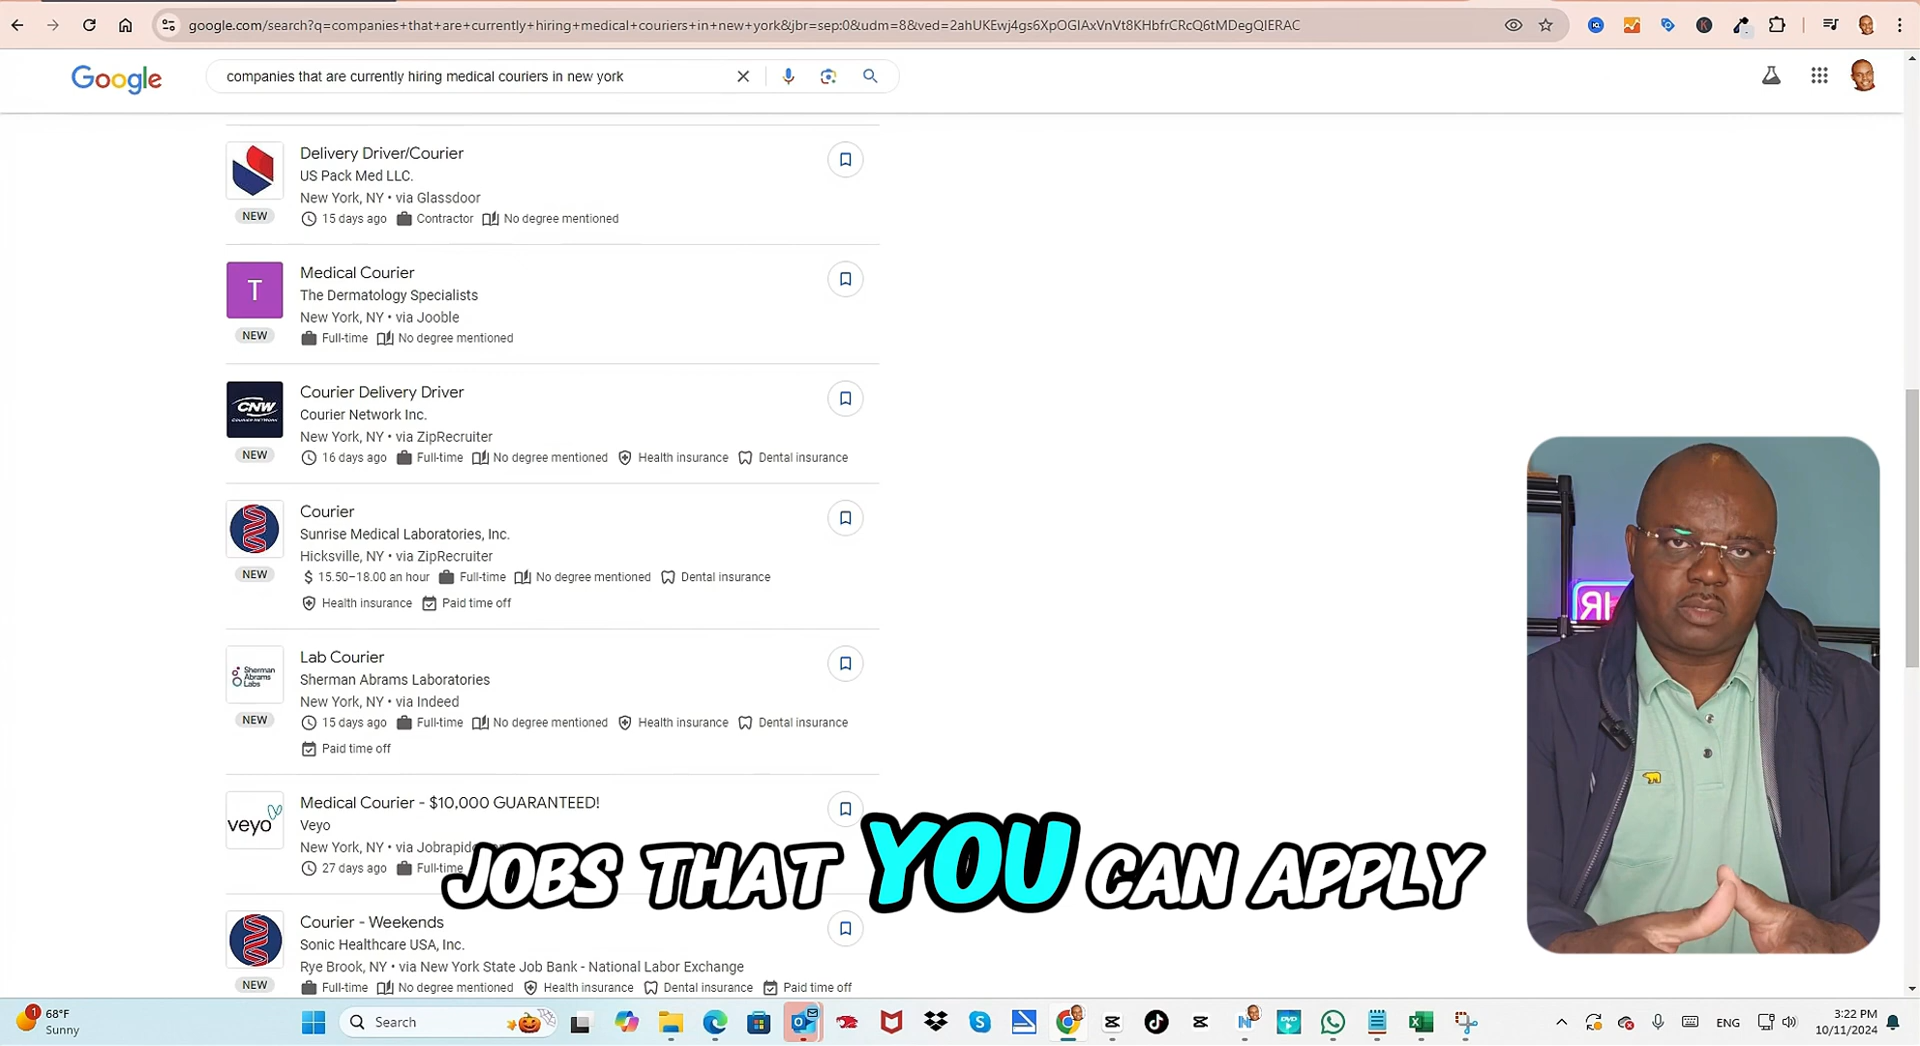 google.com/search?q=companies+that+are+currently+hiring+medical+couriers+in+new+york&jbr=sep:0&udm=8&ved=2ahUKEwj4gs6XpOGIAxVnVt8KHbfrCRcQ6tMDegQIERAC
Google
companies that are currently hiring medical couriers in new york
Delivery Driver/Courier
US Pack Med LLC.
New York, NY • via Glassdoor
NEW
15 days ago Contractor No degree mentioned
T
Medical Courier
The Dermatology Specialists
New York, NY • via Jooble
NEW
Full-time No degree mentioned
CNW
COURIER NETWORK
Courier Delivery Driver
Courier Network Inc.
New York, NY • via ZipRecruiter
NEW
16 days ago Full-time No degree mentioned Health insurance Dental insurance
Courier
Sunrise Medical Laboratories, Inc.
Hicksville, NY • via ZipRecruiter
NEW
$ 15.50–18.00 an hour Full-time No degree mentioned Dental insurance
Health insurance Paid time off
Sherman
Abrams
Labs
Lab Courier
Sherman Abrams Laboratories
New York, NY • via Indeed
NEW
15 days ago Full-time No degree mentioned Health insurance Dental insurance
Paid time off
veyo
Medical Courier - $10,000 GUARANTEED!
Veyo
New York, NY • via
27 days ago Full-
JOBS THAT YOU CAN APPLY
Courier - Weekends
Sonic Healthcare USA, Inc.
Rye Brook, NY • via New York State Job Bank - National Labor Exchange
NEW
Full-time No degree mentioned Health insurance Dental insurance Paid time off
1
68°F
Sunny
Search
ENG
3:22 PM
10/11/2024